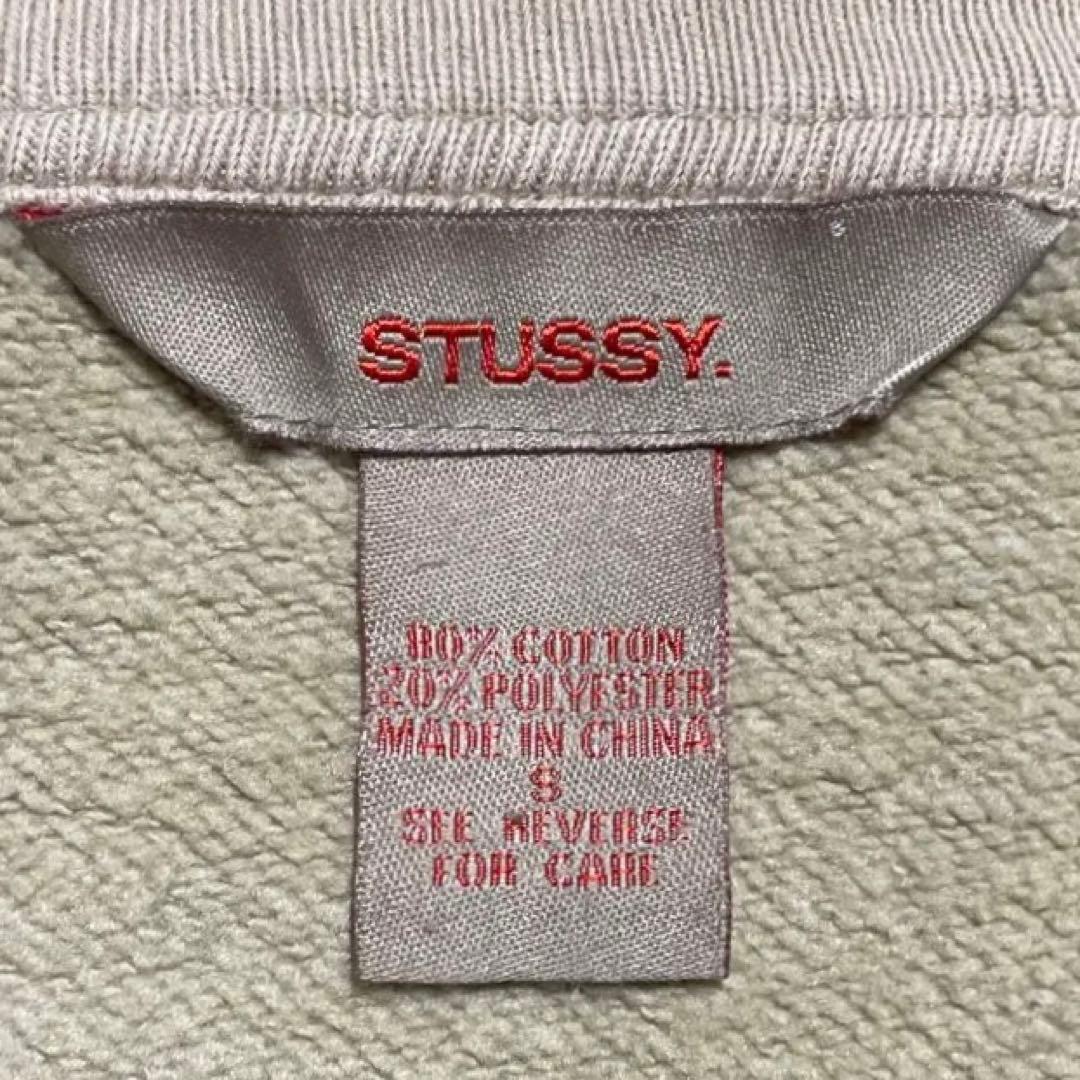 STUSSY.
80% COTTON
20% POLYESTER
MADE IN CHINA
S
SEE REVERSE
FOR CARE